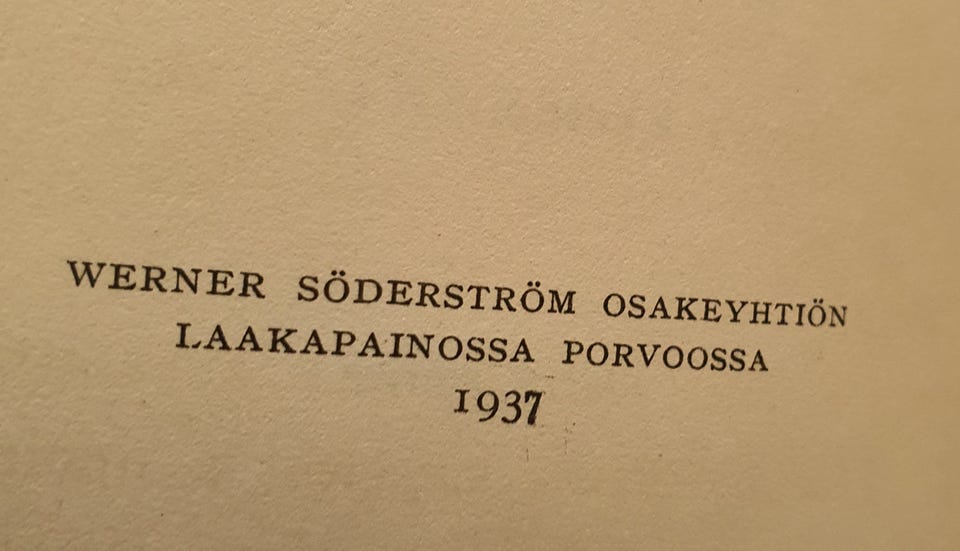 WERNER SÖDERSTRÖM OSAKEYHTIÖN
LAAKAPAINOSSA PORVOOSSA
1937